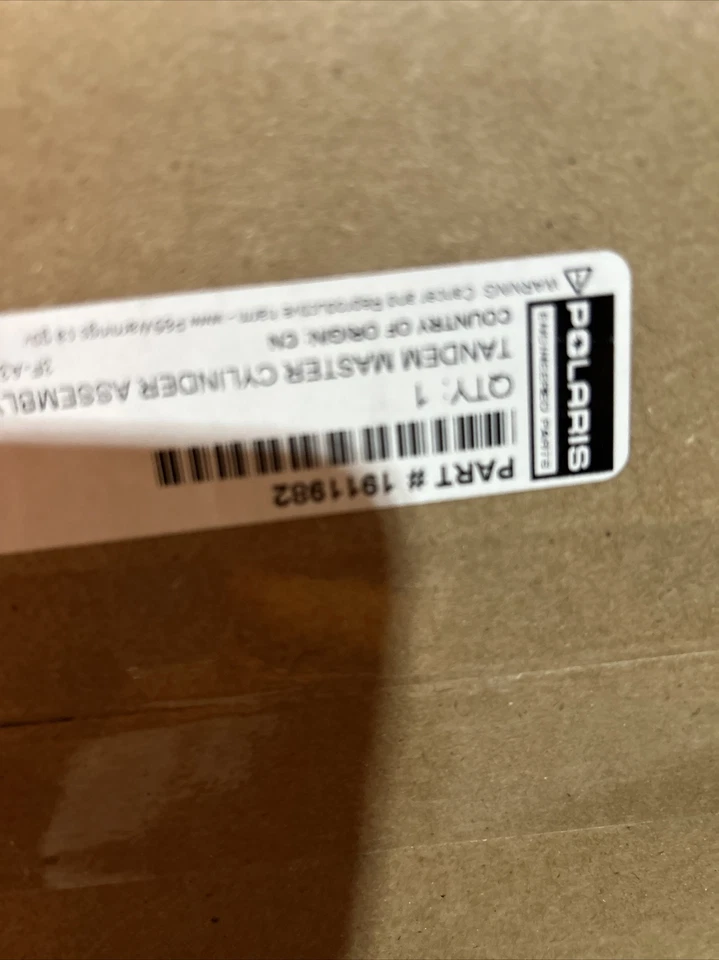 POLARIS
ENGINEERED PARTS
PART # 1911982
QTY: 1
TANDEM MASTER CYLINDER ASSEMBLY
COUNTRY OF ORIGIN: CN
WARNING: Cancer and Reproductive Harm - www.P65Warnings.ca.gov